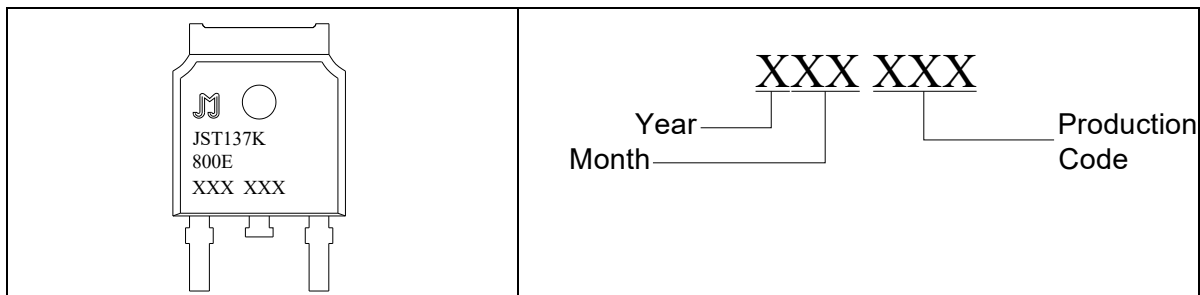 JST137K
800E
XXX XXX
XXX XXX
Year
Month
Production
Code